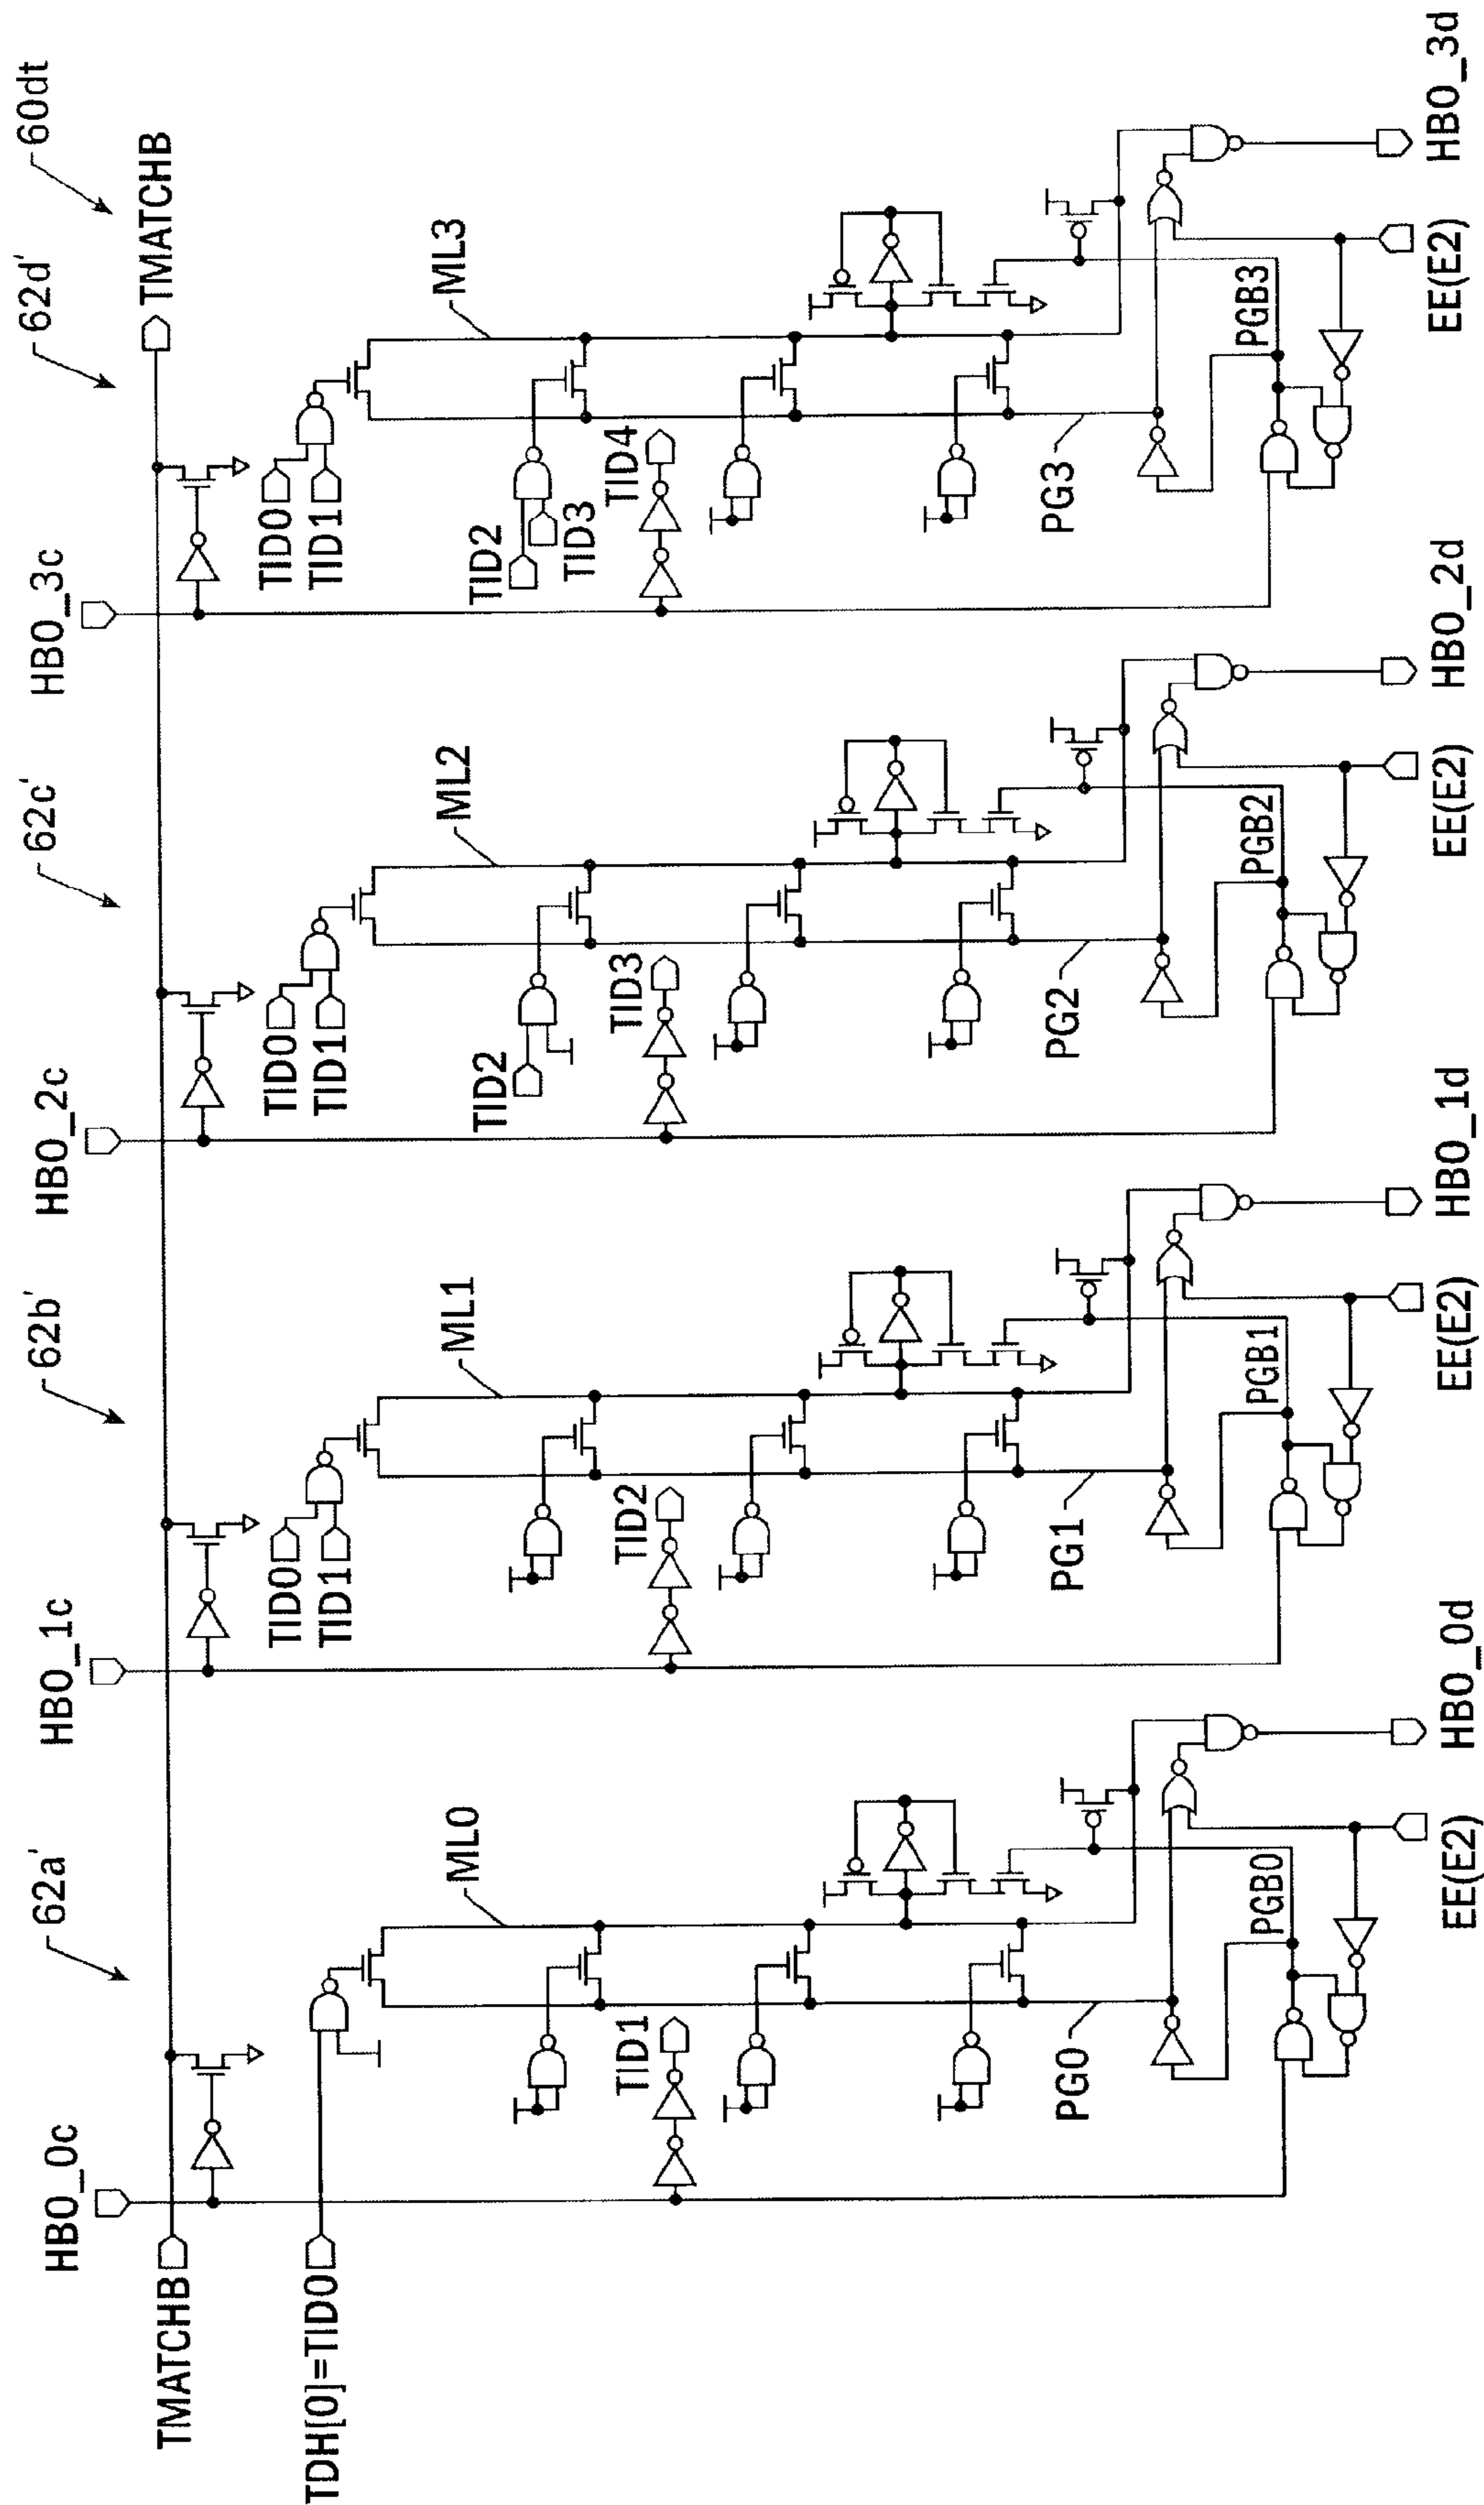 60dt
62d'
TMATCHB
HBO_3c
TID0
TID1
ML3
TID2
TID3
TID4
PG3
PGB3
EE(E2)
HBO_3d
62c'
HBO_2c
TID0
TID1
ML2
TID2
TID3
PG2
PGB2
EE(E2)
HBO_2d
62b'
HBO_1c
TID0
TID1
ML1
TID2
PG1
PGB1
EE(E2)
HBO_1d
62a'
HBO_0c
TMATCHB
TDH[0]=TID0
ML0
TID1
PG0
PGB0
EE(E2)
HBO_0d